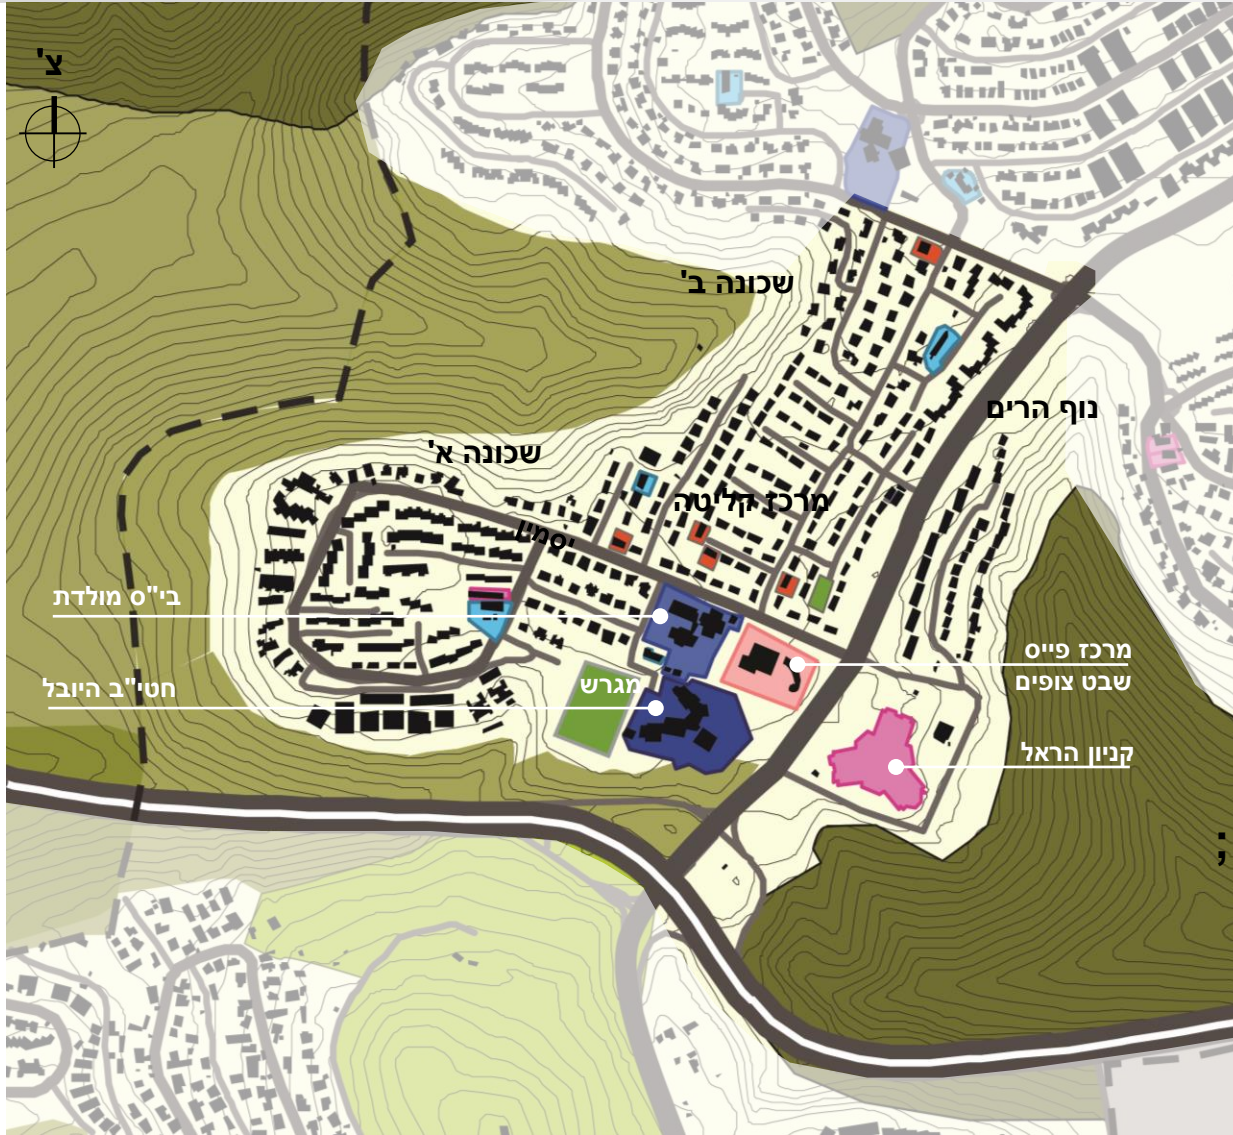 צ'
שכונה ב'
נוף הרים
שכונה א'
מרכז קליטה
יסמין
בי"ס מולדת
מרכז פייס
שבט צופים
חטי"ב היובל
מגרש
קניון הראל
;